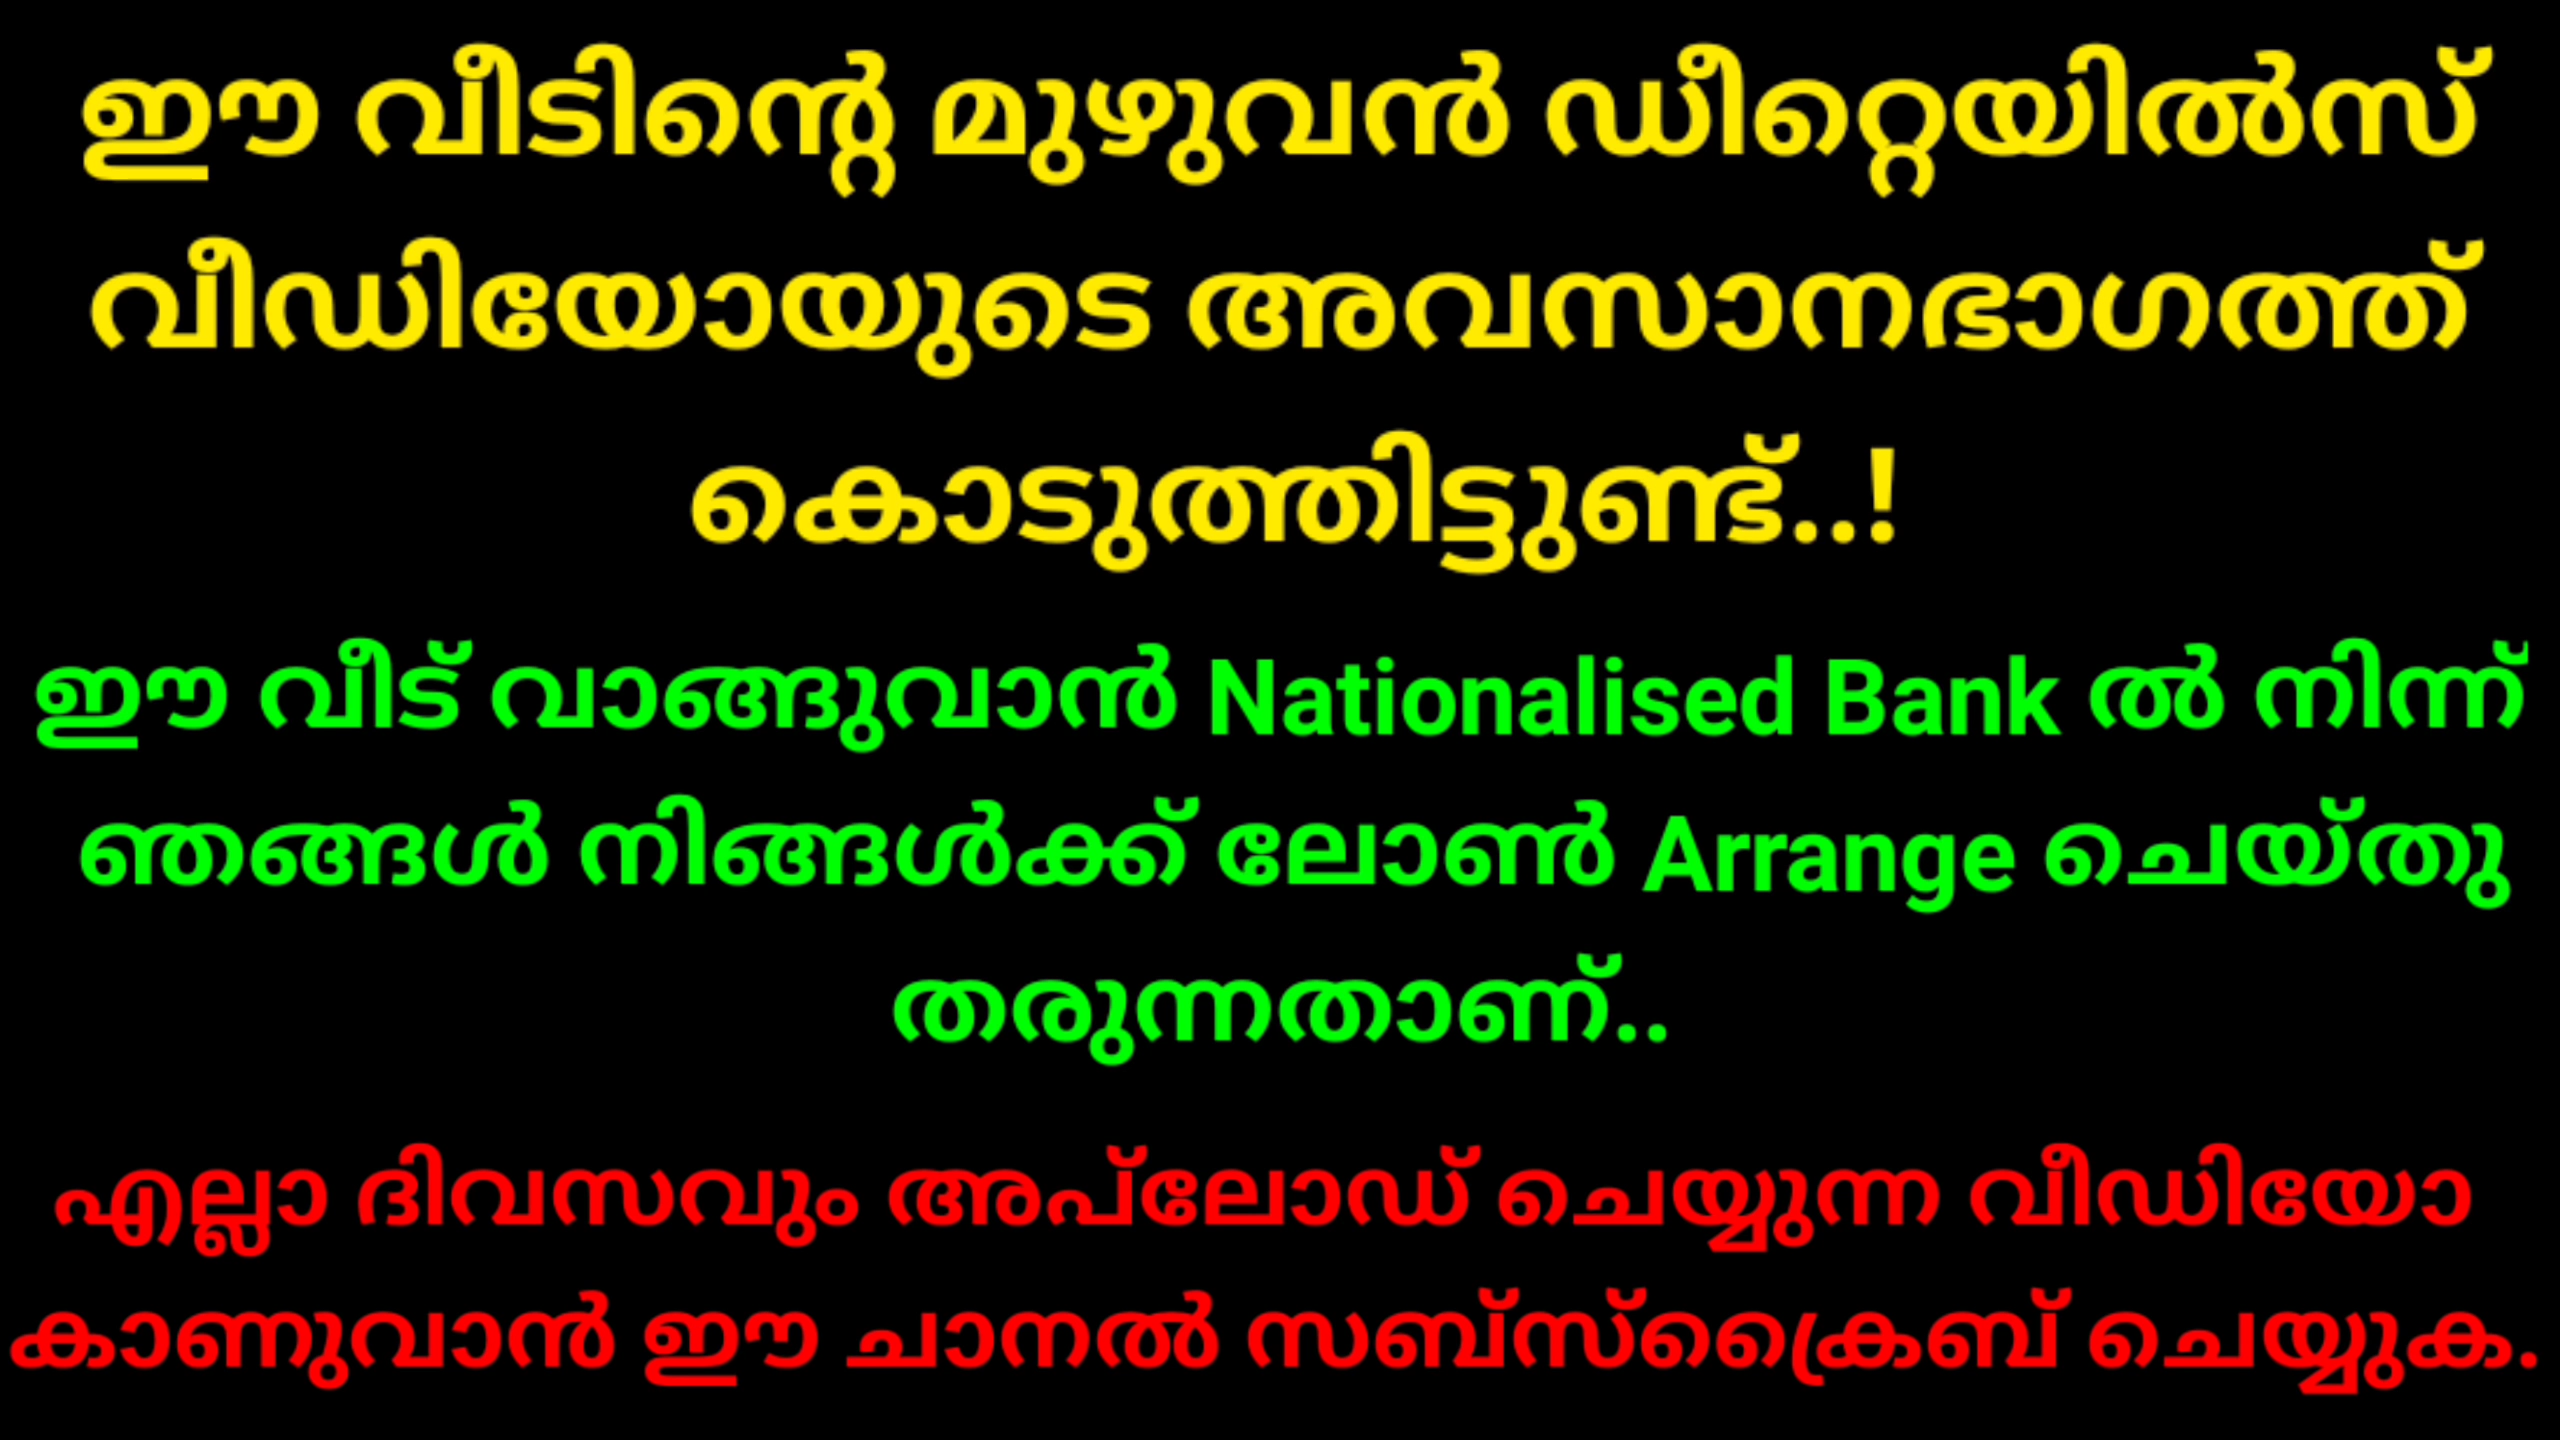 ഈ വീടിന്റെ മുഴുവൻ ഡീറ്റെയിൽസ്
വീഡിയോയുടെ അവസാനഭാഗത്ത്
കൊടുത്തിട്ടുണ്ട്..!
ഈ വീട് വാങ്ങുവാൻ Nationalised Bank ൽ നിന്ന്
ഞങ്ങൾ നിങ്ങൾക്ക് ലോൺ Arrange ചെയ്തു
തരുന്നതാണ്..
എല്ലാ ദിവസവും അപ്‌ലോഡ് ചെയ്യുന്ന വീഡിയോ
കാണുവാൻ ഈ ചാനൽ സബ്സ്ക്രൈബ് ചെയ്യുക.